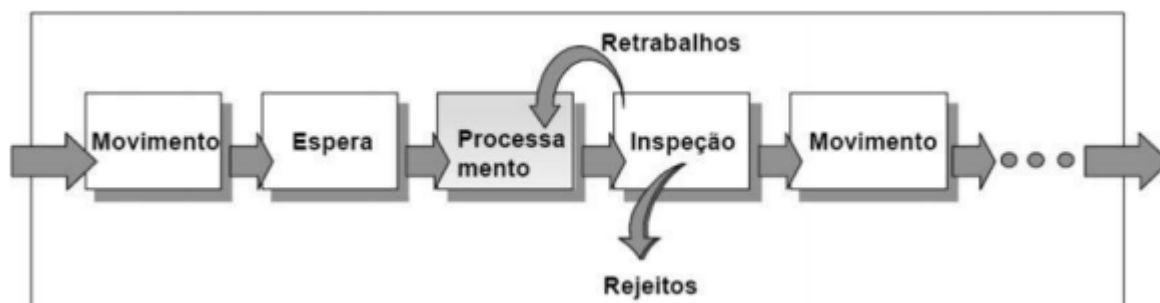 Retrabalhos
Movimento
Espera
Processa
mento
Inspeção
Movimento
Rejeitos